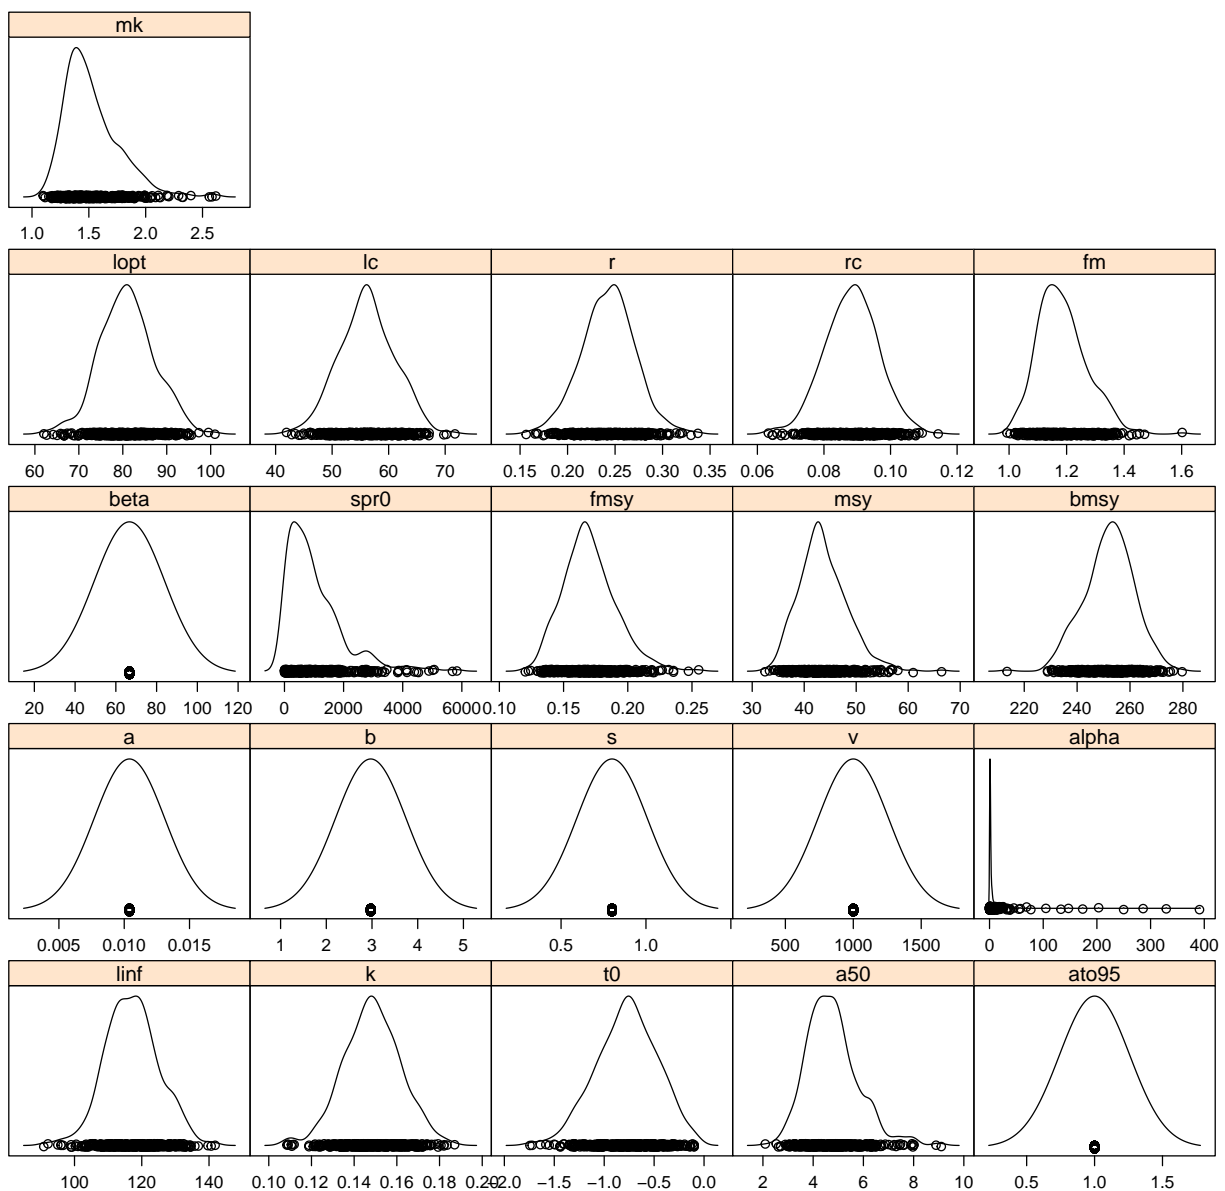 mk
1.0 1.5 2.0 2.5
lopt lc r rc fm
60 70 80 90 100 40 50 60 70 0.15 0.20 0.25 0.30 0.35 0.06 0.08 0.10 0.12 1.0 1.2 1.4 1.6
beta spr0 fmsy msy bmsy
20 40 60 80 100 120 0 2000 4000 6000 0.10 0.15 0.20 0.25 30 40 50 60 70 220 240 260 280
a b s v alpha
0.005 0.010 0.015 1 2 3 4 5 0.5 1.0 500 1000 1500 0 100 200 300 400
linf k t0 a50 ato95
100 120 140 0.10 0.12 0.14 0.16 0.18 0.20 −2.0 −1.5 −1.0 −0.5 0.0 2 4 6 8 10 0.5 1.0 1.5